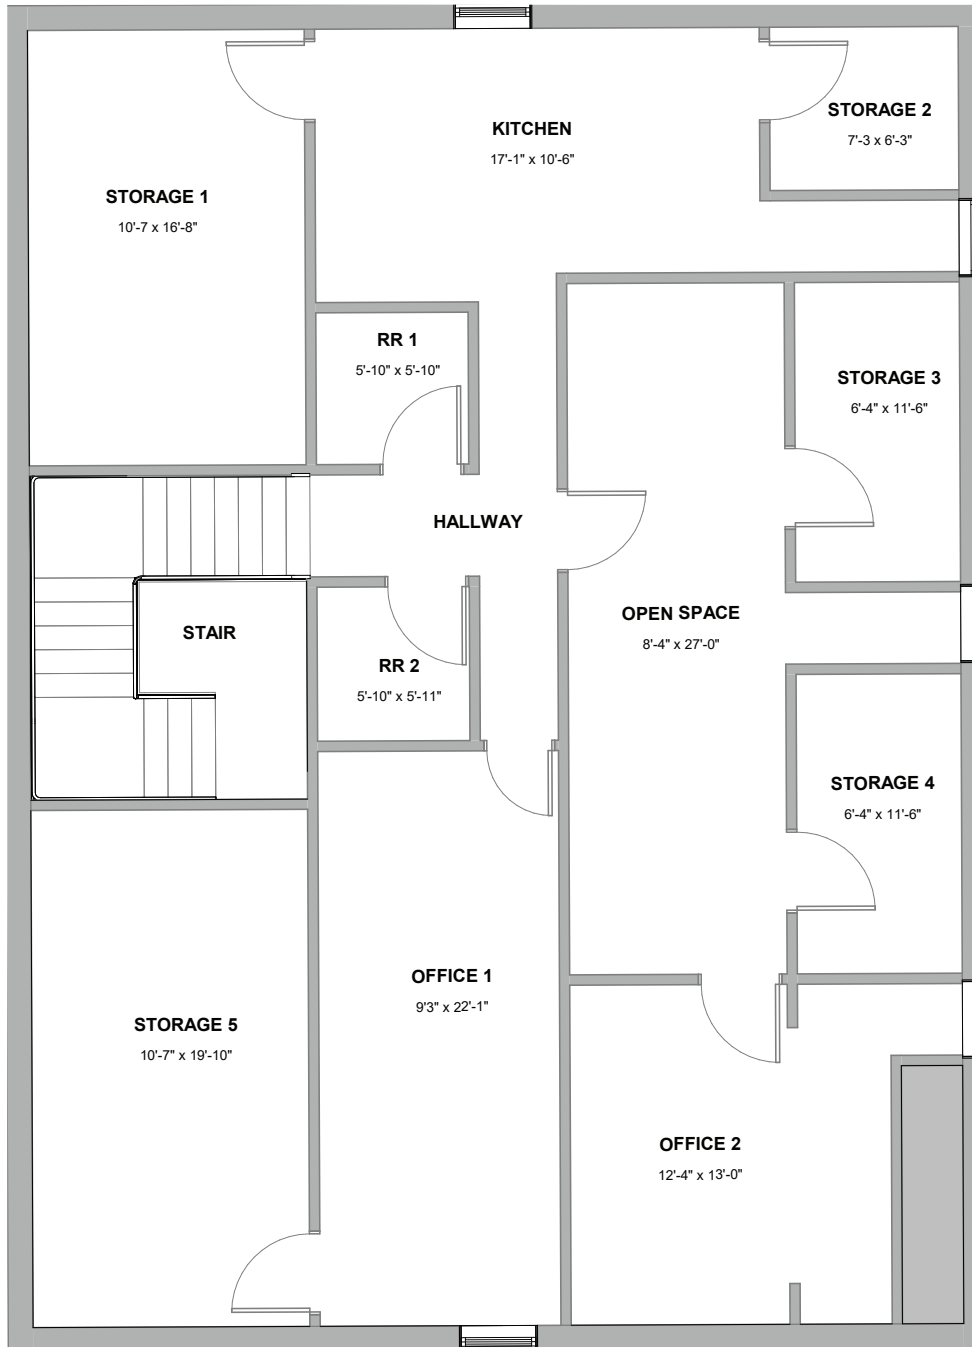 KITCHEN
17'-1" x 10'-6"
STORAGE 2
7'-3 x 6'-3"
STORAGE 1
10'-7 x 16'-8"
RR 1
5'-10" x 5'-10"
STORAGE 3
6'-4" x 11'-6"
HALLWAY
OPEN SPACE
8'-4" x 27'-0"
STAIR
RR 2
5'-10" x 5'-11"
STORAGE 4
6'-4" x 11'-6"
OFFICE 1
9'3" x 22'-1"
STORAGE 5
10'-7" x 19'-10"
OFFICE 2
12'-4" x 13'-0"